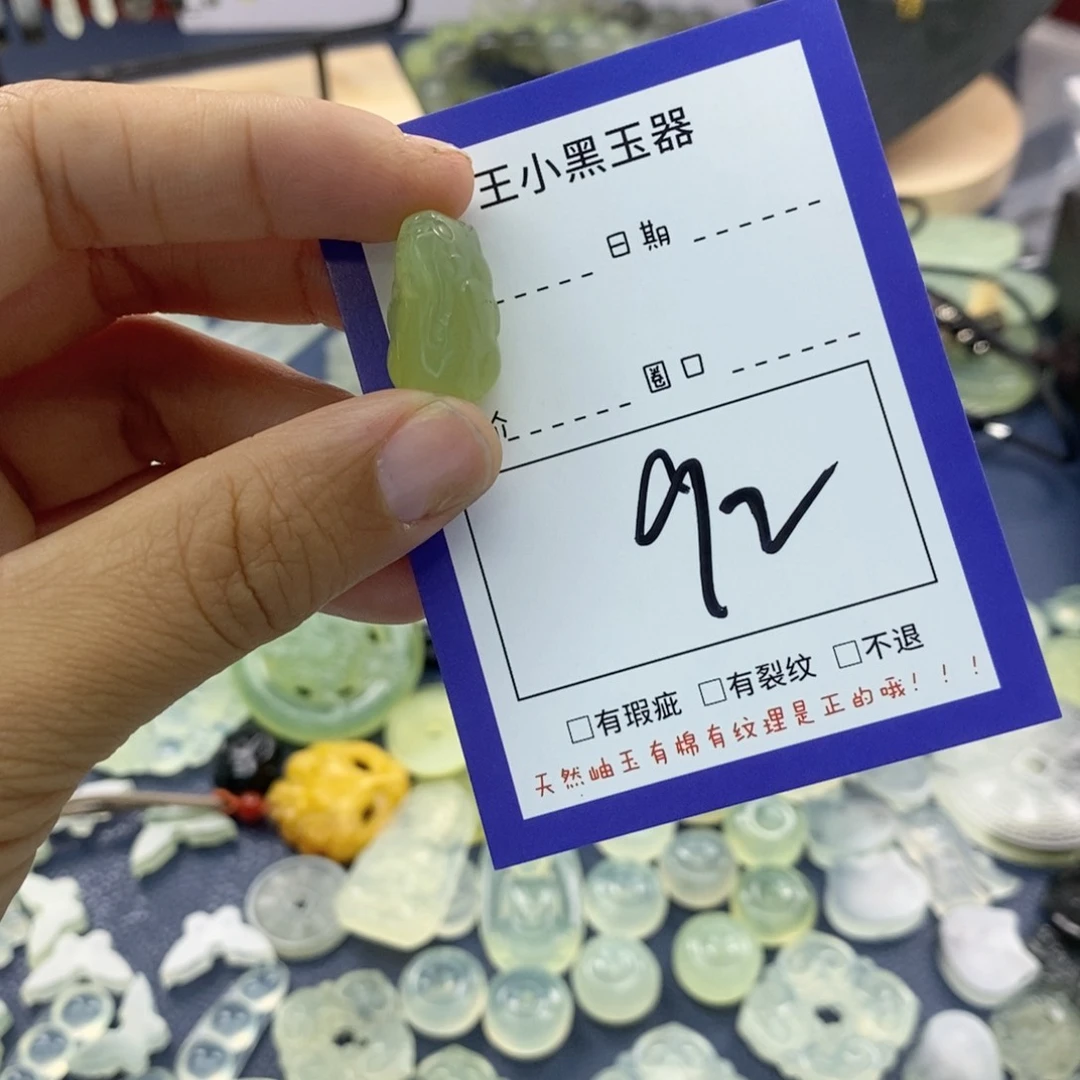 王小黑玉器
日期
圈口
价
92
□有瑕疵 □有裂纹 □不退
天然岫玉有棉有纹理是正的哦！！！